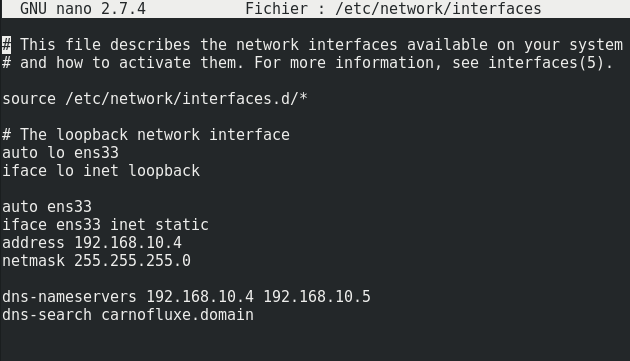 GNU nano 2.7.4 Fichier : /etc/network/interfaces
# This file describes the network interfaces available on your system
# and how to activate them. For more information, see interfaces(5).
source /etc/network/interfaces.d/*
# The loopback network interface
auto lo ens33
iface lo inet loopback
auto ens33
iface ens33 inet static
address 192.168.10.4
netmask 255.255.255.0
dns-nameservers 192.168.10.4 192.168.10.5
dns-search carnofluxe.domain